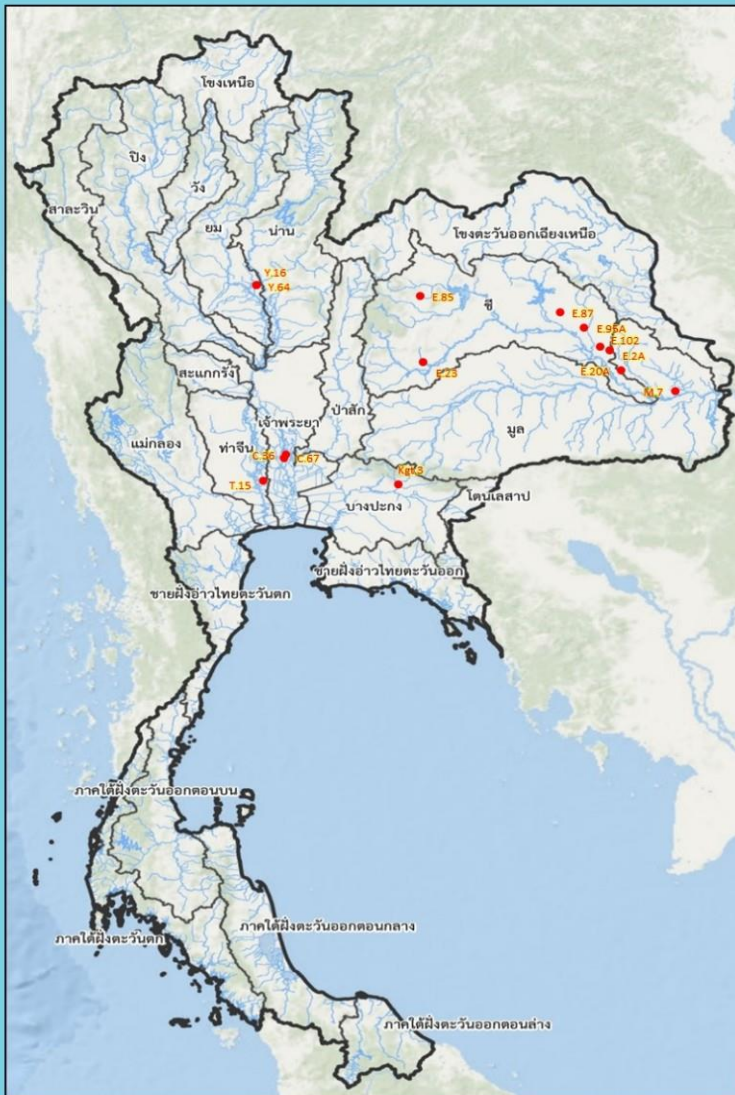 โขงเหนือ
ปิง
วัง
สาละวิน
ยม
น่าน
โขงตะวันออกเฉียงเหนือ
Y.16
Y.64
E.85
ชี
E.87
E.95A
E.102
E.2A
E.20A
E.23
M.7
สะแกกรัง
เจ้าพระยา
ป่าสัก
มูล
แม่กลอง
ท่าจีน
C.36
C.67
Kgt.3
T.15
โตนเลสาป
บางปะกง
ชายฝั่งอ่าวไทยตะวันออก
ชายฝั่งอ่าวไทยตะวันตก
ภาคใต้ฝั่งตะวันออกตอนบน
ภาคใต้ฝั่งตะวันออกตอนกลาง
ภาคใต้ฝั่งตะวันตก
ภาคใต้ฝั่งตะวันออกตอนล่าง